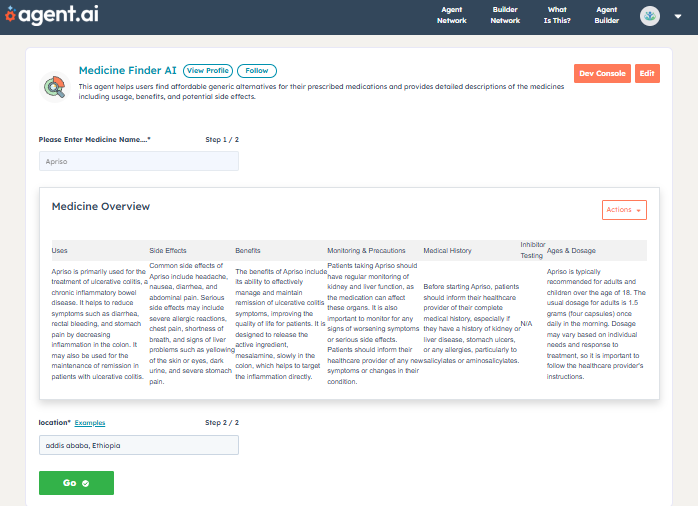 agent.ai
Agent Network
Builder Network
What Is This?
Agent Builder
Medicine Finder AI
View Profile
Follow
Dev Console
Edit
This agent helps users find affordable generic alternatives for their prescribed medications and provides detailed descriptions of the medicines
including usage, benefits, and potential side effects.
Please Enter Medicine Name....*
Step 1 / 2
Apriso
Medicine Overview
Actions
Uses
Apriso is primarily used for the
treatment of ulcerative colitis, a
chronic inflammatory bowel
disease. It helps to reduce
symptoms such as diarrhea,
rectal bleeding, and stomach
pain by decreasing
inflammation in the colon. It
may also be used for the
maintenance of remission in
patients with ulcerative colitis.
Side Effects
Common side effects of
Apriso include headache,
nausea, diarrhea, and
abdominal pain. Serious
side effects may include
severe allergic reactions,
chest pain, shortness of
breath, and signs of liver
problems such as yellowing
of the skin or eyes, dark
urine, and severe stomach
pain.
Benefits
The benefits of Apriso include
its ability to effectively
manage and maintain
remission of ulcerative colitis
symptoms, improving the
quality of life for patients. It is
designed to release the
active ingredient,
mesalamine, slowly in the
colon, which helps to target
the inflammation directly.
Monitoring & Precautions
Patients taking Apriso should
have regular monitoring of
kidney and liver function, as
the medication can affect
these organs. It is also
important to monitor for any
signs of worsening symptoms
or serious side effects.
Patients should inform their
healthcare provider of any new
symptoms or changes in their
condition.
Medical History
Before starting Apriso, patients
should inform their healthcare
provider of their complete
medical history, especially if
they have a history of kidney or
liver disease, stomach ulcers,
or any allergies, particularly to
salicylates or aminosalicylates.
Inhibitor
Testing
N/A
Ages & Dosage
Apriso is typically
recommended for adults and
children over the age of 18. The
usual dosage for adults is 1.5
grams (four capsules) once
daily in the morning. Dosage
may vary based on individual
needs and response to
treatment, so it is important to
follow the healthcare provider's
instructions.
location* Examples
Step 2 / 2
addis ababa, Ethiopia
Go